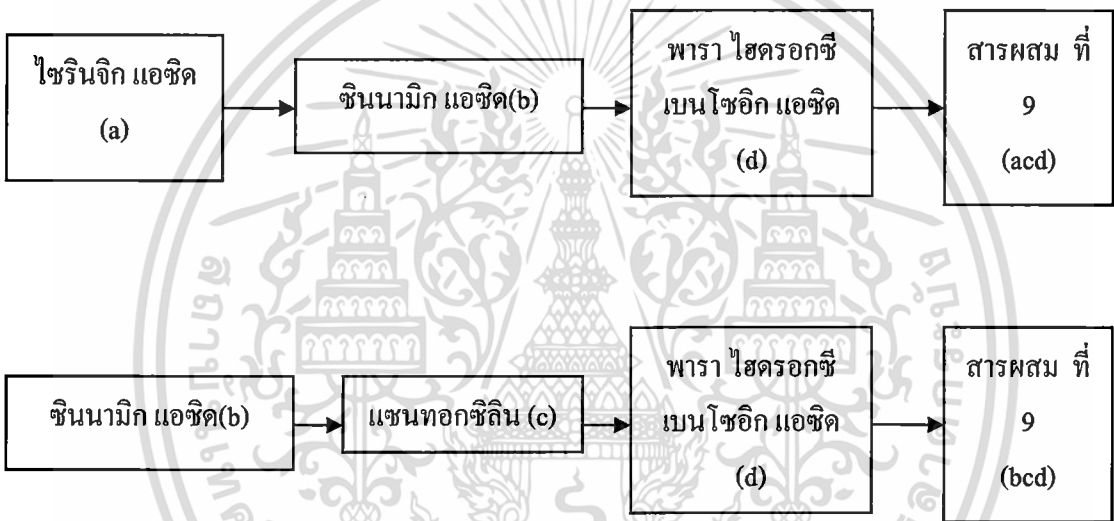 ไซรินจิก แอซิด
(a)
ซินนามิก แอซิด(b)
พารา ไฮดรอกซี
เบนโซอิก แอซิด
(d)
สารผสม ที่
9
(acd)
ซินนามิก แอซิด(b)
แซนทอกซิลิน (c)
พารา ไฮดรอกซี
เบนโซอิก แอซิด
(d)
สารผสม ที่
9
(bcd)